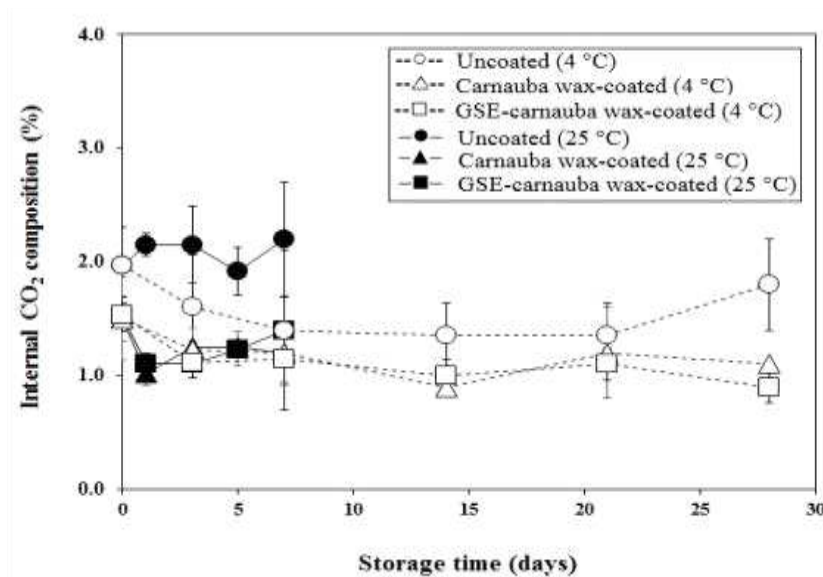 4.0
3.0
2.0
1.0
0.0
Internal CO₂ composition (%)
Uncoated (4 °C)
Carnauba wax-coated (4 °C)
GSE-carnauba wax-coated (4 °C)
Uncoated (25 °C)
Carnauba wax-coated (25 °C)
GSE-carnauba wax-coated (25 °C)
0 5 10 15 20 25 30
Storage time (days)